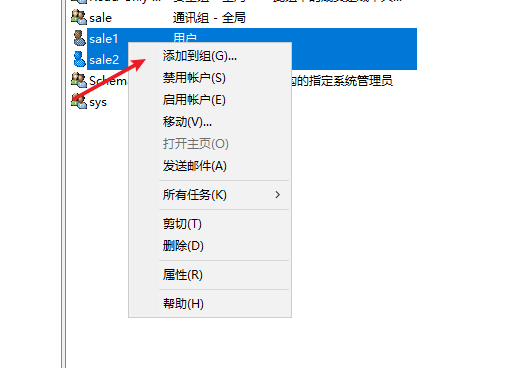 sale 通讯组 - 全局
sale1 用户
sale2
添加到组(G)...
Schem 构的指定系统管理员
禁用帐户(S)
sys
启用帐户(E)
移动(V)...
打开主页(O)
发送邮件(A)
所有任务(K)
剪切(T)
删除(D)
属性(R)
帮助(H)